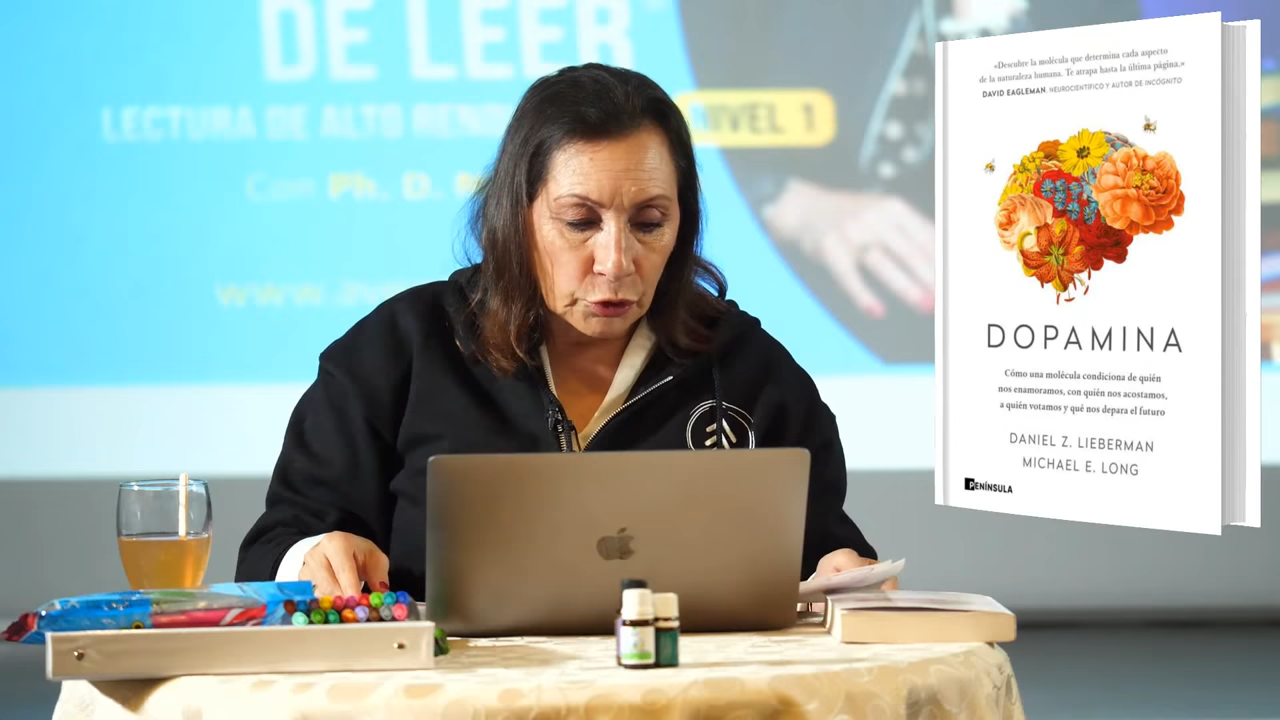 DE LEER
LECTURA DE ALTO
NIVEL 1
Con Ph. D.
«Descubre la molécula que determina cada aspecto
de la naturaleza humana. Te atrapa hasta la última página.»
DAVID EAGLEMAN, NEUROCIENTÍFICO Y AUTOR DE INCÓGNITO
DOPAMINA
Cómo una molécula condiciona de quién
nos enamoramos, con quién nos acostamos,
a quién votamos y qué nos depara el futuro
DANIEL Z. LIEBERMAN
MICHAEL E. LONG
PENÍNSULA